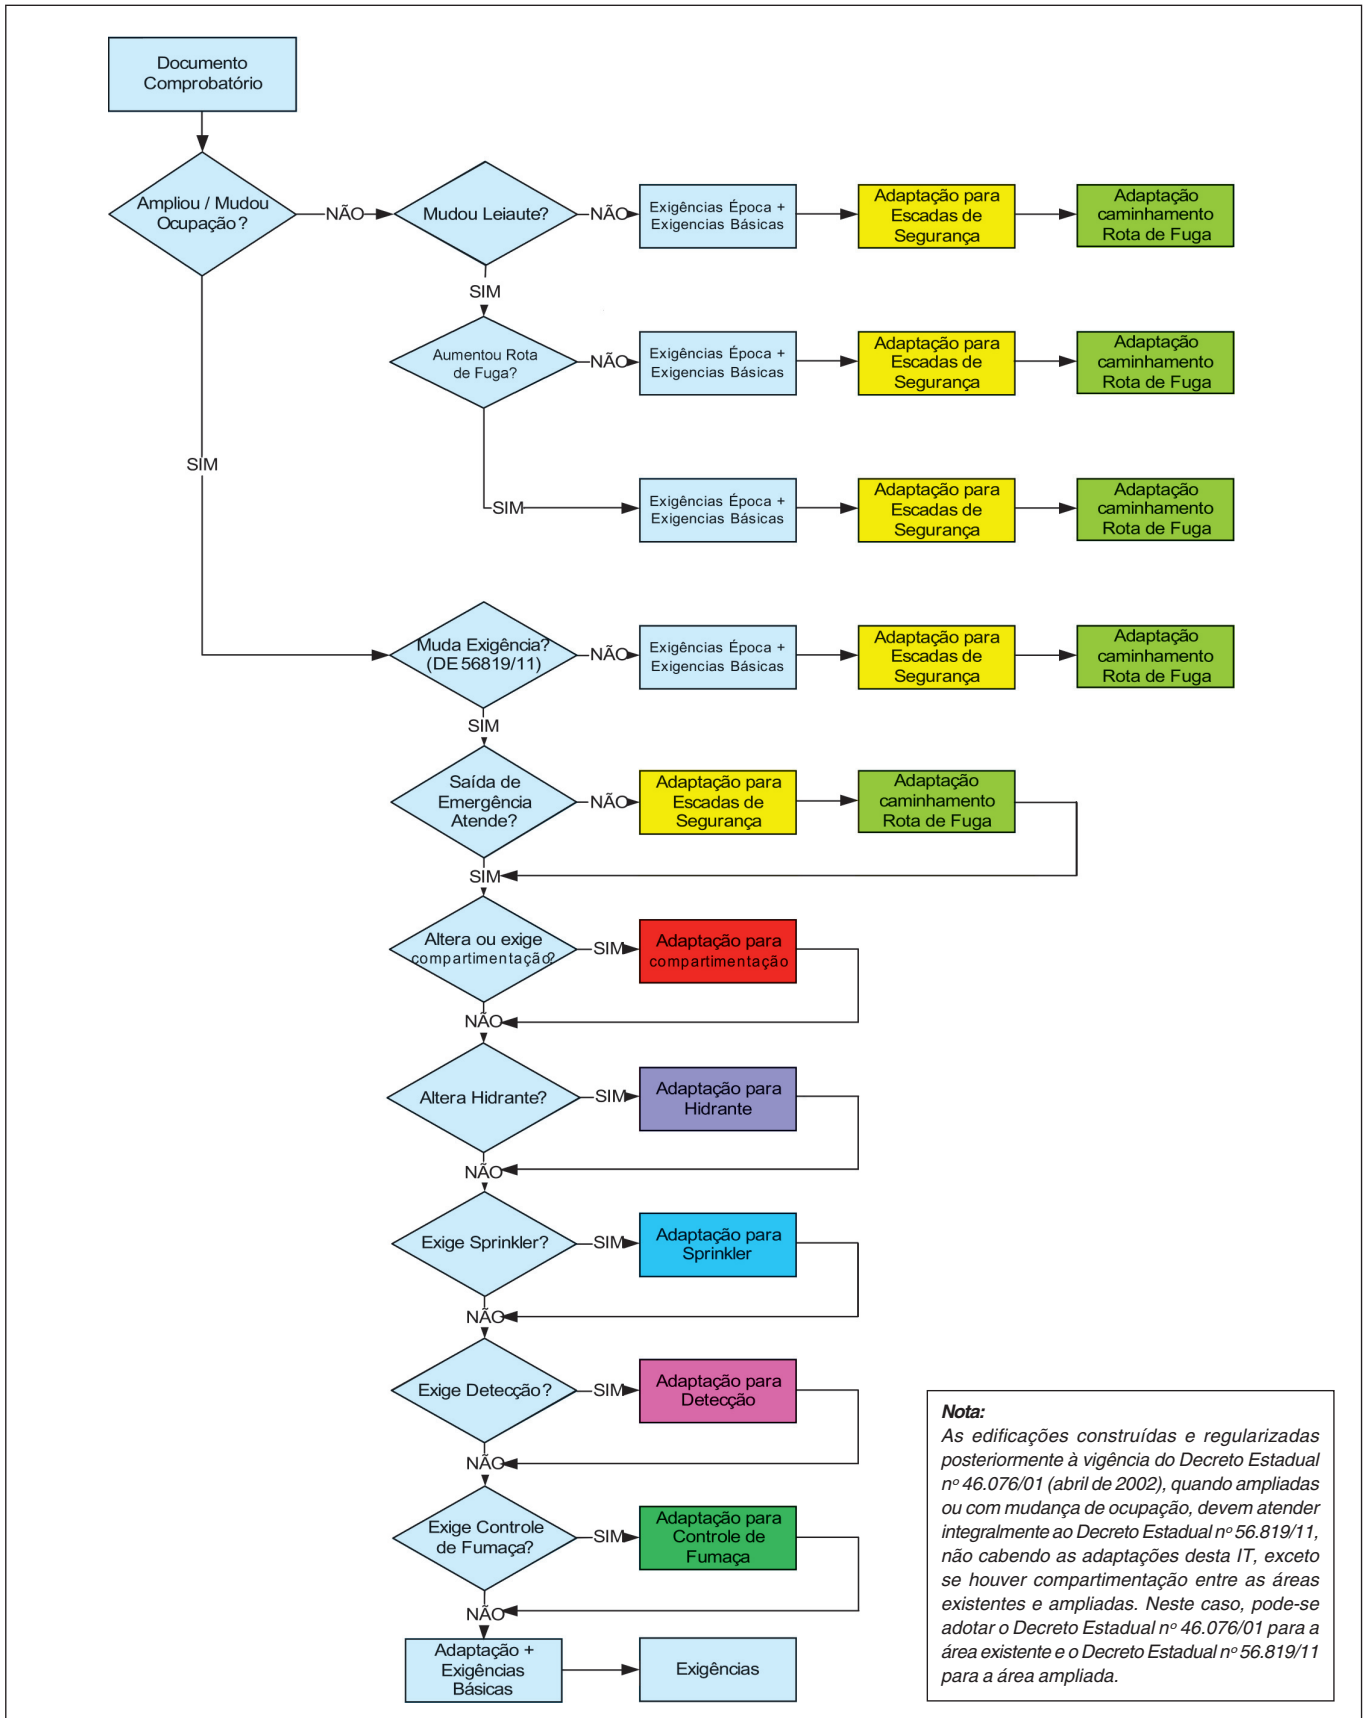 Documento
Comprobatório
Ampliou / Mudou
Ocupação ?
NÃO
Mudou Leiaute?
NÃO
Exigências Época +
Exigencias Básicas
Adaptação para
Escadas de
Segurança
Adaptação
caminhamento
Rota de Fuga
SIM
Aumentou Rota
de Fuga?
NÃO
Exigências Época +
Exigencias Básicas
Adaptação para
Escadas de
Segurança
Adaptação
caminhamento
Rota de Fuga
SIM
SIM
Exigências Época +
Exigencias Básicas
Adaptação para
Escadas de
Segurança
Adaptação
caminhamento
Rota de Fuga
Muda Exigência?
(DE 56819/11)
NÃO
Exigências Época +
Exigencias Básicas
Adaptação para
Escadas de
Segurança
Adaptação
caminhamento
Rota de Fuga
SIM
Saída de
Emergência
Atende?
NÃO
Adaptação para
Escadas de
Segurança
Adaptação
caminhamento
Rota de Fuga
SIM
Altera ou exige
compartimentação?
SIM
Adaptação para
compartimentação
NÃO
Altera Hidrante?
SIM
Adaptação para
Hidrante
NÃO
Exige Sprinkler?
SIM
Adaptação para
Sprinkler
NÃO
Exige Detecção ?
SIM
Adaptação para
Detecção
NÃO
Exige Controle
de Fumaça?
SIM
Adaptação para
Controle de
Fumaça
NÃO
Adaptação +
Exigências
Básicas
Exigências
Nota:
As edificações construídas e regularizadas
posteriormente à vigência do Decreto Estadual
nº 46.076/01 (abril de 2002), quando ampliadas
ou com mudança de ocupação, devem atender
integralmente ao Decreto Estadual nº 56.819/11,
não cabendo as adaptações desta IT, exceto
se houver compartimentação entre as áreas
existentes e ampliadas. Neste caso, pode-se
adotar o Decreto Estadual nº 46.076/01 para a
área existente e o Decreto Estadual nº 56.819/11
para a área ampliada.